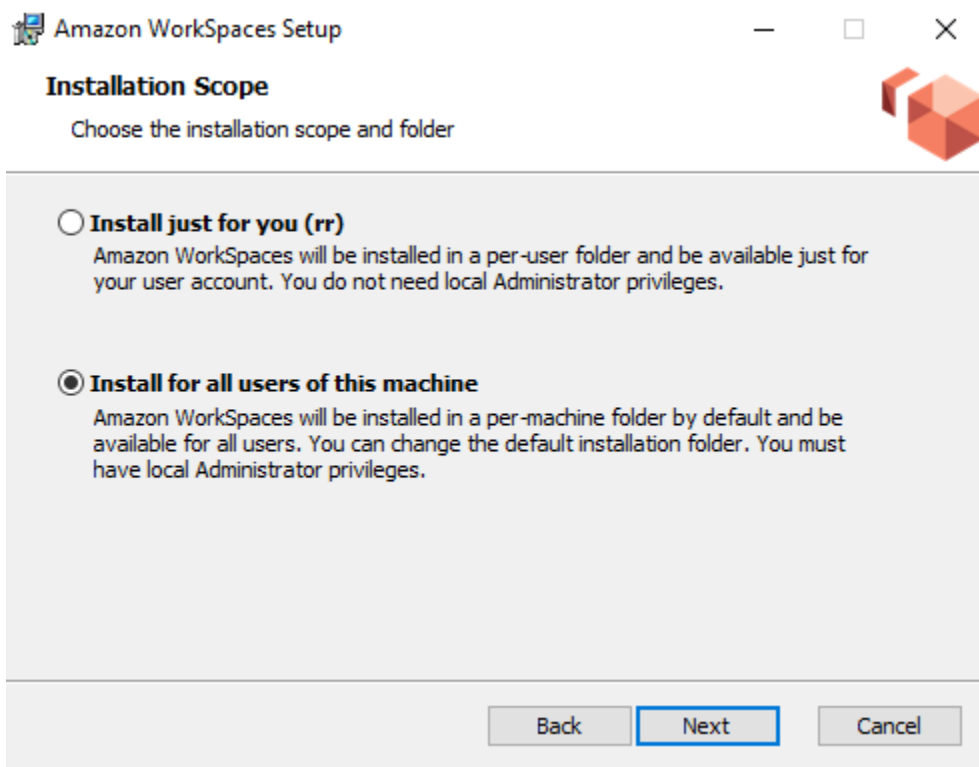 Amazon WorkSpaces Setup
Installation Scope
Choose the installation scope and folder
Install just for you (rr)
Amazon WorkSpaces will be installed in a per-user folder and be available just for
your user account. You do not need local Administrator privileges.
Install for all users of this machine
Amazon WorkSpaces will be installed in a per-machine folder by default and be
available for all users. You can change the default installation folder. You must
have local Administrator privileges.
Back Next Cancel